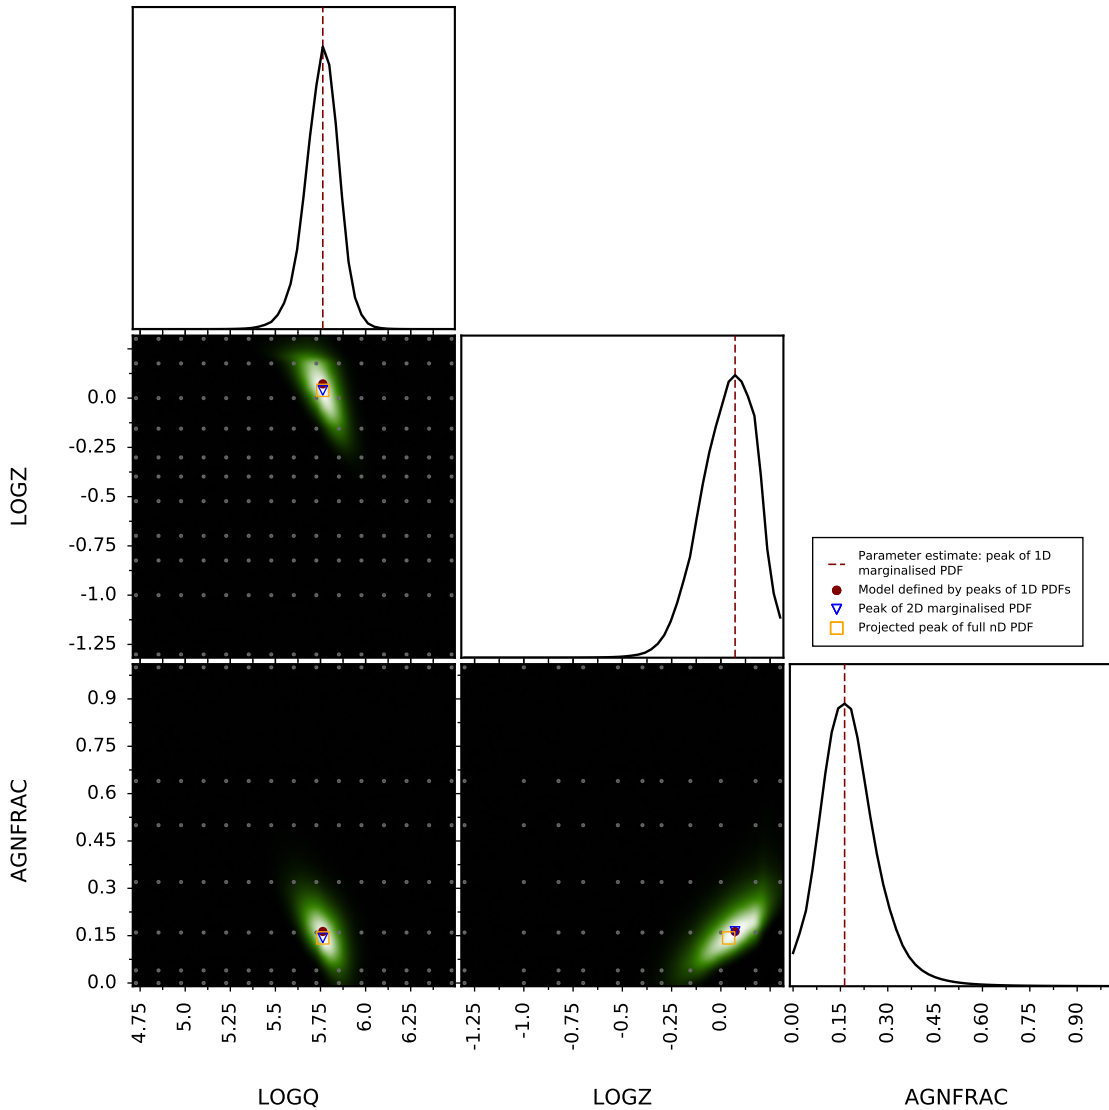 LOGZ
0.0
-0.25
-0.5
-0.75
-1.0
-1.25
Parameter estimate: peak of 1D
marginalised PDF
Model defined by peaks of 1D PDFs
Peak of 2D marginalised PDF
Projected peak of full nD PDF
AGNFRAC
0.9
0.75
0.6
0.45
0.3
0.15
0.0
4.75 5.0 5.25 5.5 5.75 6.0 6.25
-1.25 -1.0 -0.75 -0.5 -0.25 0.0
0.00 0.15 0.30 0.45 0.60 0.75 0.90
LOGQ
LOGZ
AGNFRAC